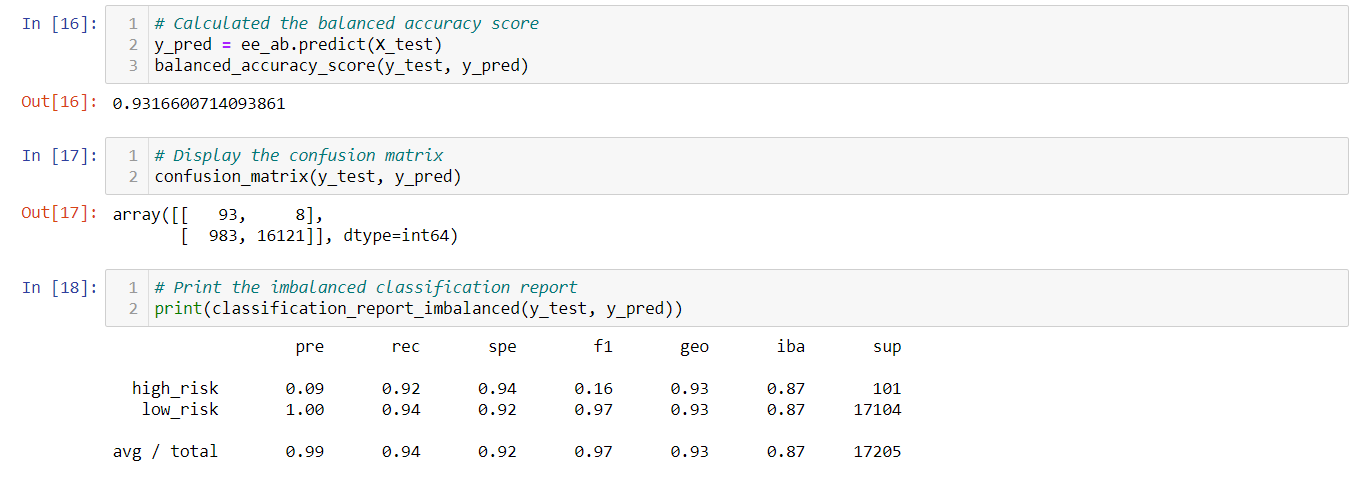 In [16]: 1 # Calculated the balanced accuracy score
2 y_pred = ee_ab.predict(X_test)
3 balanced_accuracy_score(y_test, y_pred)
Out[16]: 0.9316600714093861
In [17]: 1 # Display the confusion matrix
2 confusion_matrix(y_test, y_pred)
Out[17]: array([[   93,     8],
[  983, 16121]], dtype=int64)
In [18]: 1 # Print the imbalanced classification report
2 print(classification_report_imbalanced(y_test, y_pred))
pre rec spe f1 geo iba sup
high_risk 0.09 0.92 0.94 0.16 0.93 0.87 101
low_risk 1.00 0.94 0.92 0.97 0.93 0.87 17104
avg / total 0.99 0.94 0.92 0.97 0.93 0.87 17205